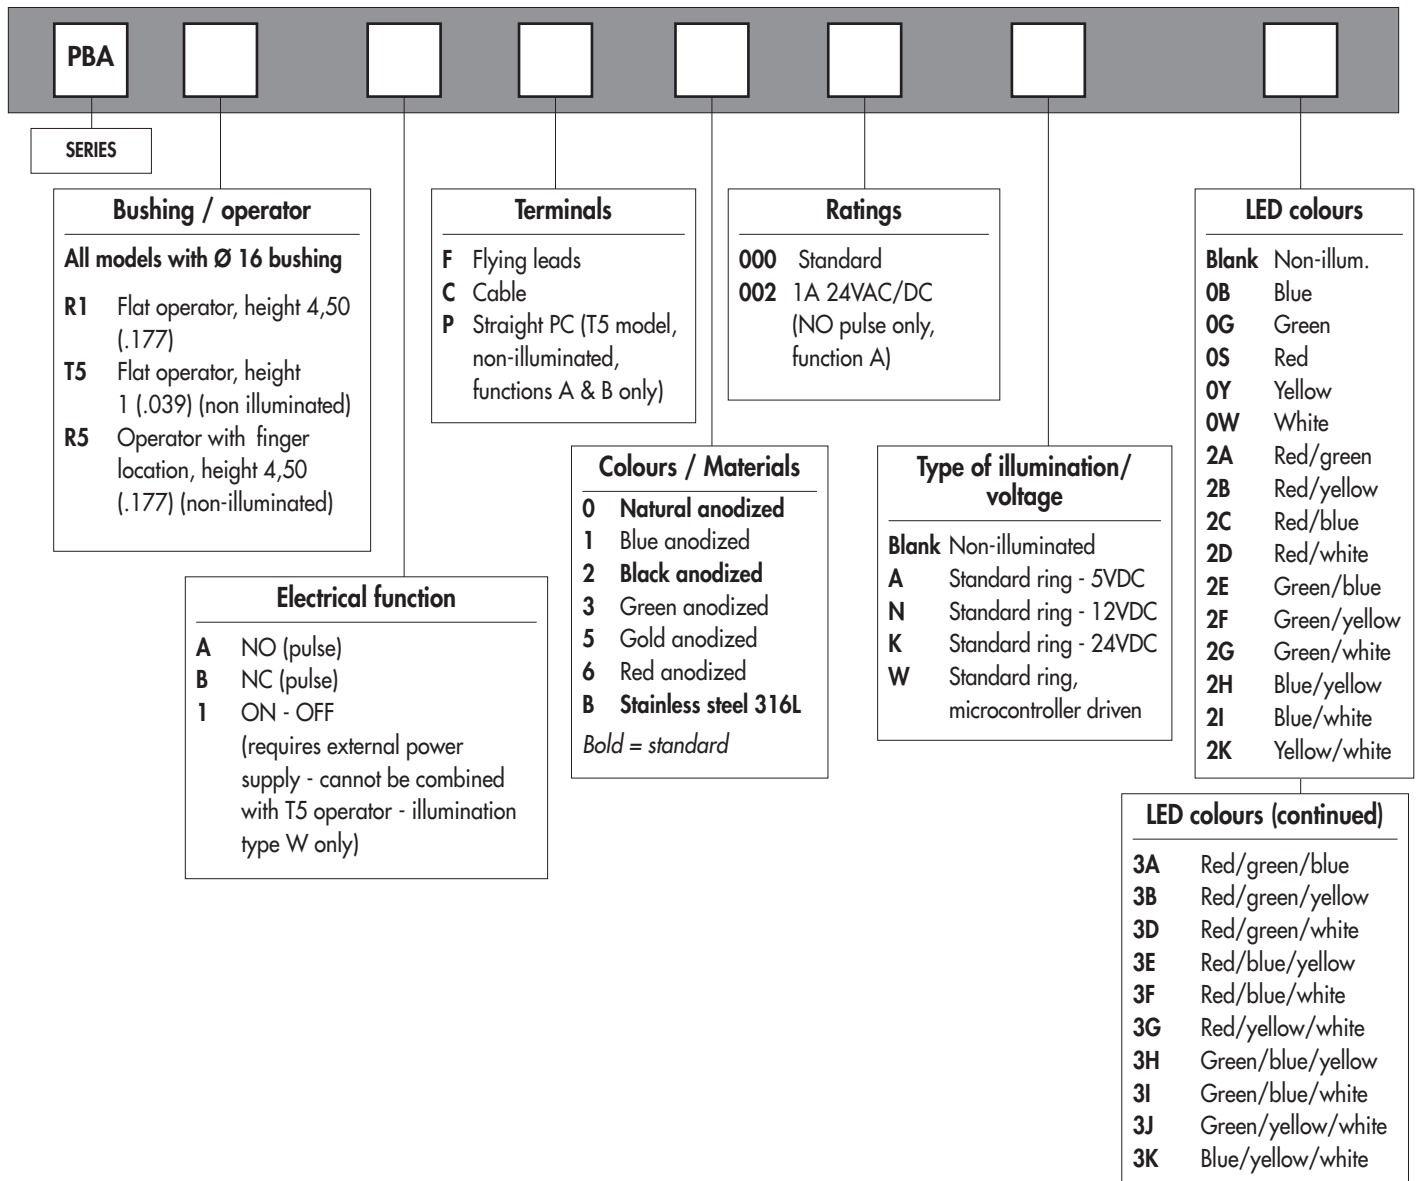 PBA
SERIES
Bushing / operator
All models with Ø 16 bushing
R1 Flat operator, height 4,50
(.177)
T5 Flat operator, height
1 (.039) (non illuminated)
R5 Operator with finger
location, height 4,50
(.177) (non-illuminated)
Electrical function
A NO (pulse)
B NC (pulse)
1 ON - OFF
(requires external power
supply - cannot be combined
with T5 operator - illumination
type W only)
Terminals
F Flying leads
C Cable
P Straight PC (T5 model,
non-illuminated,
functions A & B only)
Colours / Materials
0 Natural anodized
1 Blue anodized
2 Black anodized
3 Green anodized
5 Gold anodized
6 Red anodized
B Stainless steel 316L
Bold = standard
Ratings
000 Standard
002 1A 24VAC/DC
(NO pulse only,
function A)
Type of illumination/
voltage
Blank Non-illuminated
A Standard ring - 5VDC
N Standard ring - 12VDC
K Standard ring - 24VDC
W Standard ring,
microcontroller driven
LED colours
Blank Non-illum.
0B Blue
0G Green
0S Red
0Y Yellow
0W White
2A Red/green
2B Red/yellow
2C Red/blue
2D Red/white
2E Green/blue
2F Green/yellow
2G Green/white
2H Blue/yellow
2I Blue/white
2K Yellow/white
LED colours (continued)
3A Red/green/blue
3B Red/green/yellow
3D Red/green/white
3E Red/blue/yellow
3F Red/blue/white
3G Red/yellow/white
3H Green/blue/yellow
3I Green/blue/white
3J Green/yellow/white
3K Blue/yellow/white